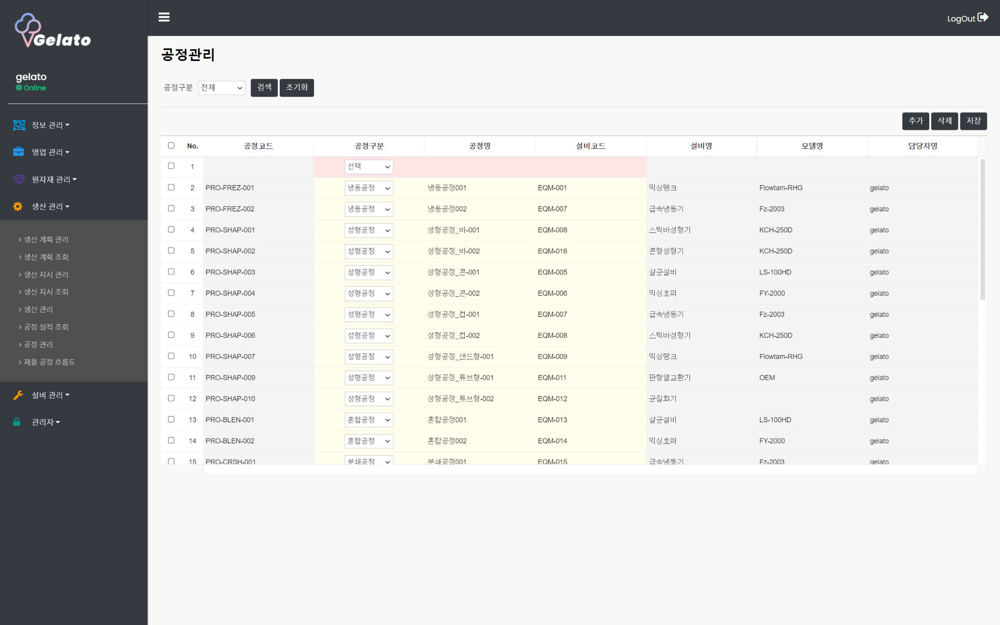 Gelato
LogOut
gelato
Online
정보 관리
영업 관리
원자재 관리
생산 관리
> 생산 계획 관리
> 생산 계획 조회
> 생산 지시 관리
> 생산 지시 조회
> 생산 관리
> 공정 실적 조회
> 공정 관리
> 제품 공정 흐름도
설비 관리
관리자
공정관리
공정구분 전체 검색 초기화
추가 삭제 저장
No. 공정코드 공정구분 공정명 설비코드 설비명 모델명 담당자명
1 선택
2 PRO-FREZ-001 냉동공정 냉동공정001 EQM-001 믹싱탱크 Flowtam-RHG gelato
3 PRO-FREZ-002 냉동공정 냉동공정002 EQM-007 급속냉동기 Fz-2003 gelato
4 PRO-SHAP-001 성형공정 성형공정_바-001 EQM-008 스틱바성형기 KCH-250D gelato
5 PRO-SHAP-002 성형공정 성형공정_바-002 EQM-016 콘형성형기 KCH-250D gelato
6 PRO-SHAP-003 성형공정 성형공정_콘-001 EQM-005 살균설비 LS-100HD gelato
7 PRO-SHAP-004 성형공정 성형공정_콘-002 EQM-006 믹싱호퍼 FY-2000 gelato
8 PRO-SHAP-005 성형공정 성형공정_컵-001 EQM-007 급속냉동기 Fz-2003 gelato
9 PRO-SHAP-006 성형공정 성형공정_컵-002 EQM-008 스틱바성형기 KCH-250D gelato
10 PRO-SHAP-007 성형공정 성형공정_샌드형-001 EQM-009 믹싱탱크 Flowtam-RHG gelato
11 PRO-SHAP-009 성형공정 성형공정_튜브형-001 EQM-011 판형열교환기 OEM gelato
12 PRO-SHAP-010 성형공정 성형공정_튜브형-002 EQM-012 균질화기 gelato
13 PRO-BLEN-001 혼합공정 혼합공정001 EQM-013 살균설비 LS-100HD gelato
14 PRO-BLEN-002 혼합공정 혼합공정002 EQM-014 믹싱호퍼 FY-2000 gelato
15 PRO-CRSH-001 분쇄공정 분쇄공정001 EQM-015 급속냉동기 Fz-2003 gelato